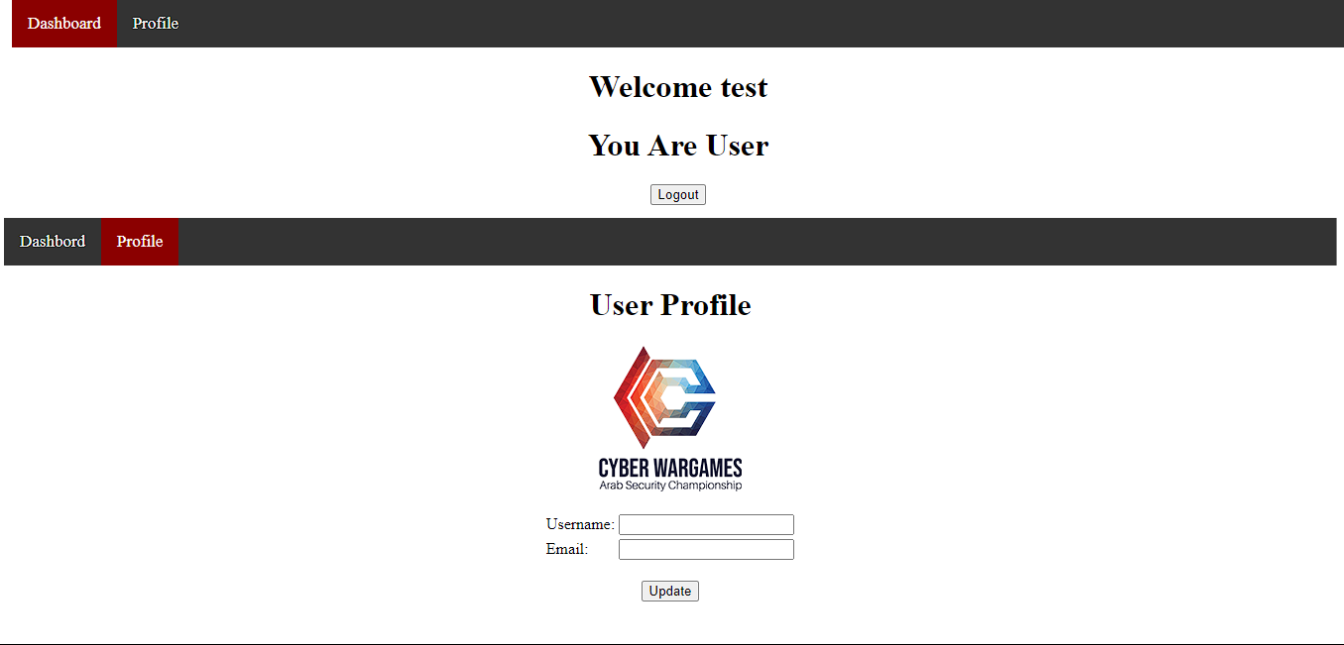 Dashboard Profile
Welcome test
You Are User
Logout
Dashbord Profile
User Profile
CYBER WARGAMES
Arab Security Championship
Username:
Email:
Update